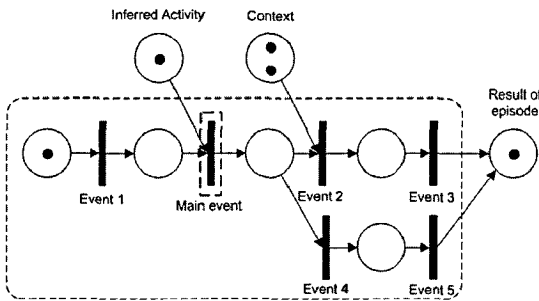 Inferred Activity
Context
Result of
episode
Event 1
Main event
Event 2
Event 3
Event 4
Event 5